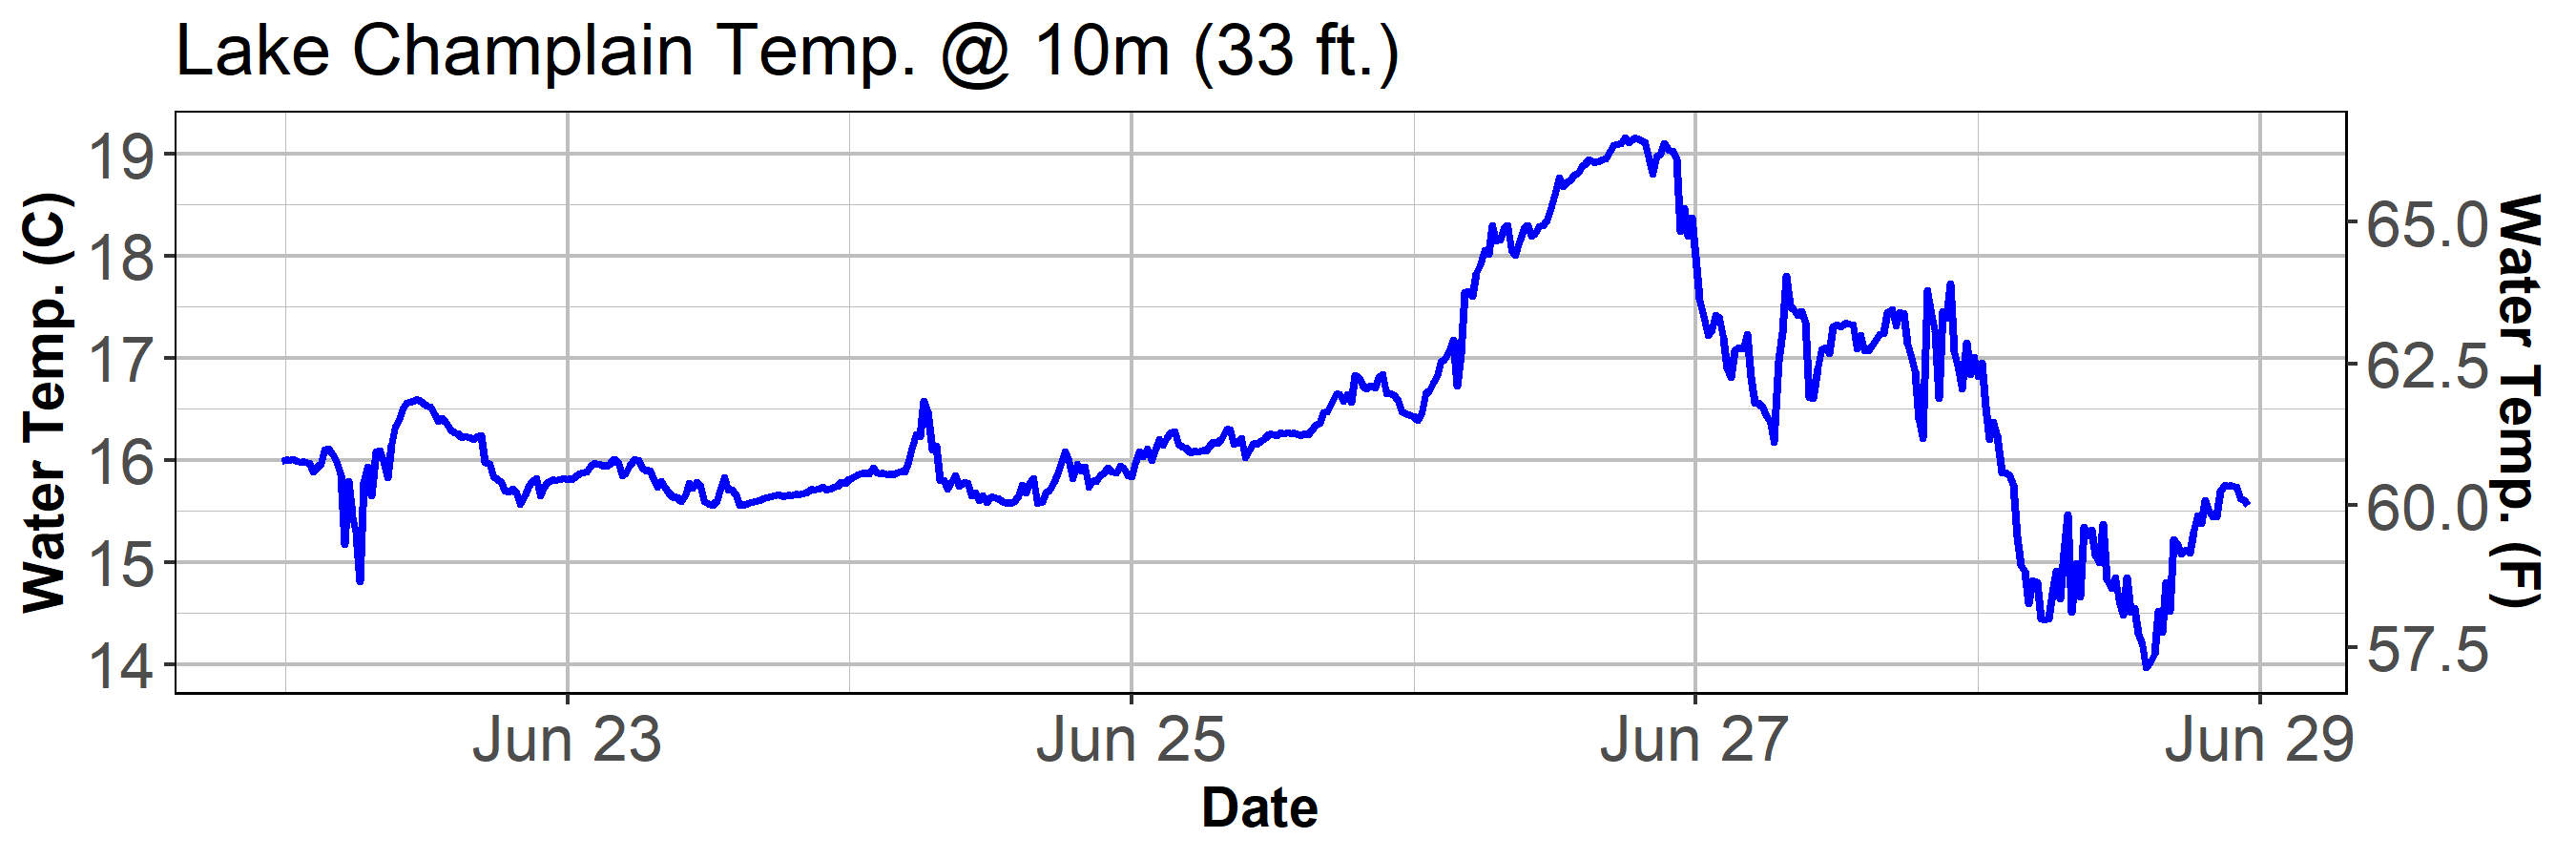 Lake Champlain Temp. @ 10m (33 ft.)
Water Temp. (C)
19
18
17
16
15
14
65.0
62.5
60.0
57.5
Water Temp. (F)
Jun 23 Jun 25 Jun 27 Jun 29
Date